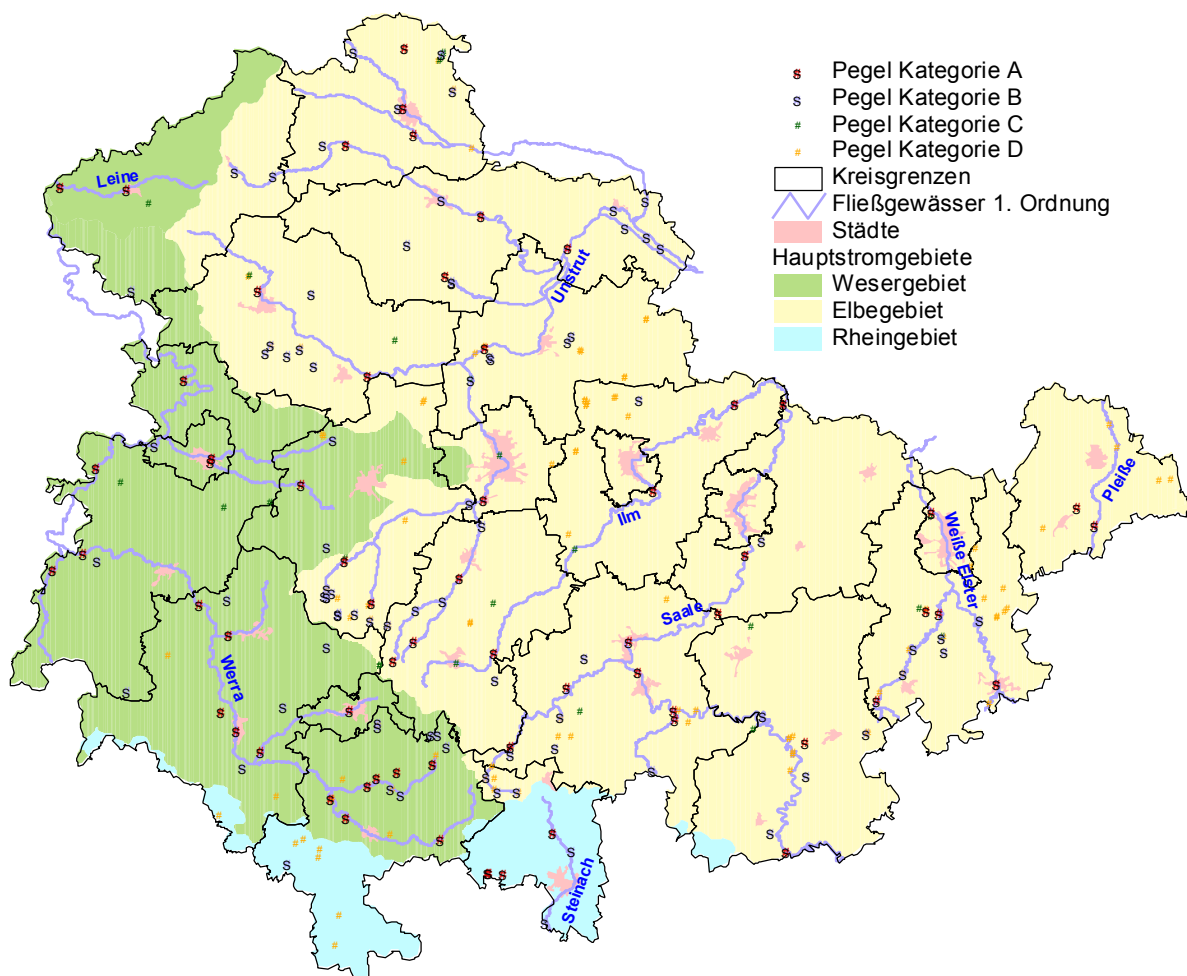 Pegel Kategorie A
Pegel Kategorie B
Pegel Kategorie C
Pegel Kategorie D
Kreisgrenzen
Fließgewässer 1. Ordnung
Städte
Hauptstromgebiete
Wesergebiet
Elbegebiet
Rheingebiet
Leine
Unstrut
Pleiße
Ilm
Weiße Elster
Saale
Werra
Steinach